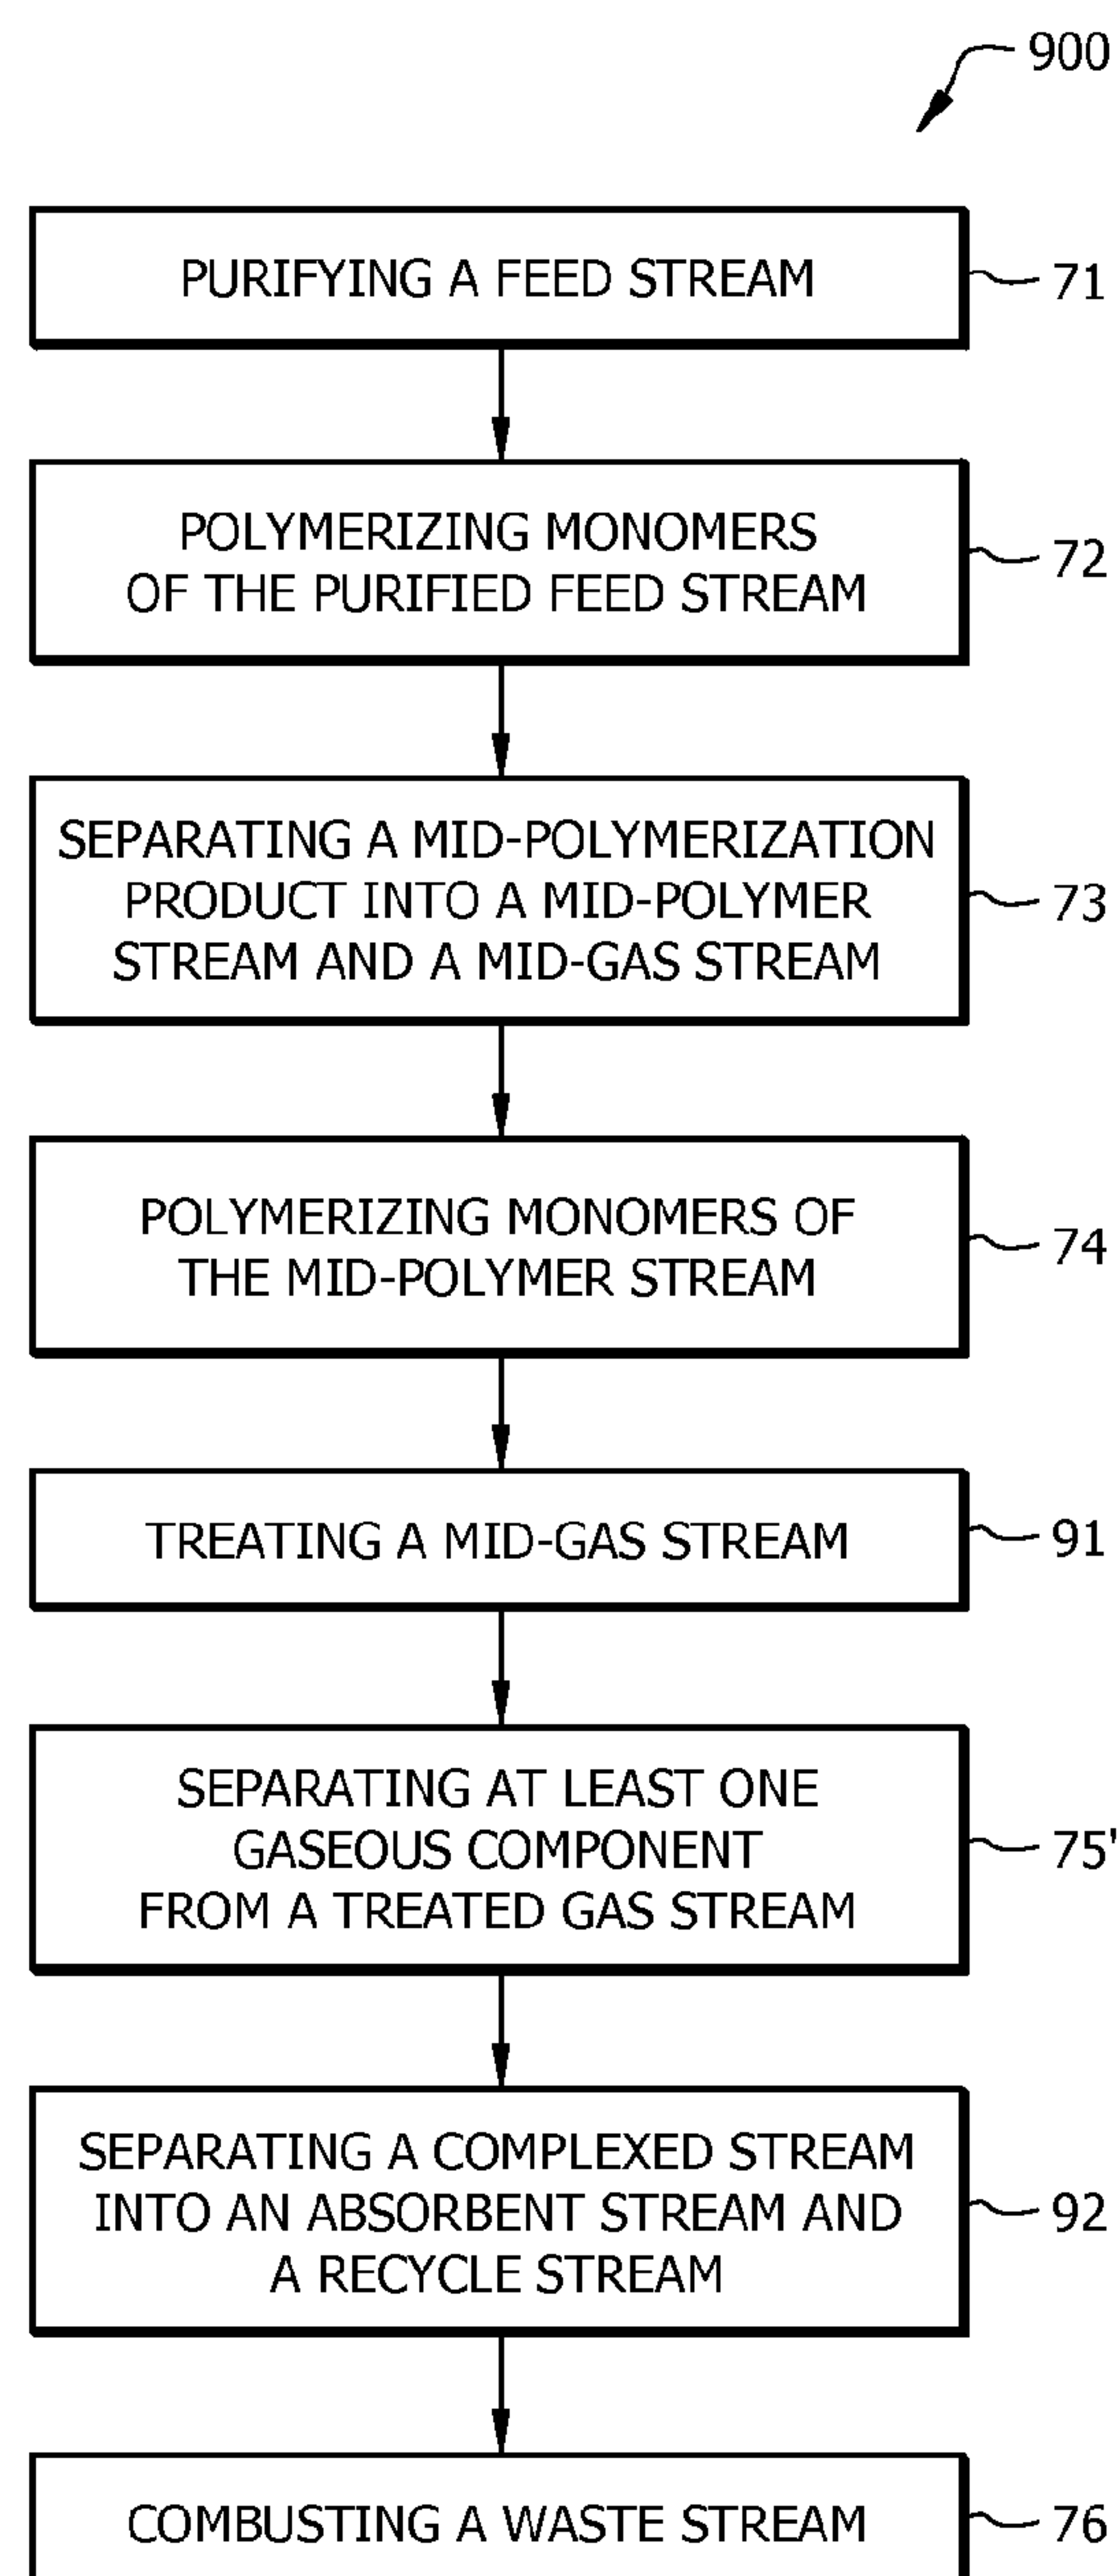 900
PURIFYING A FEED STREAM
71
POLYMERIZING MONOMERS
OF THE PURIFIED FEED STREAM
72
SEPARATING A MID-POLYMERIZATION
PRODUCT INTO A MID-POLYMER
STREAM AND A MID-GAS STREAM
73
POLYMERIZING MONOMERS OF
THE MID-POLYMER STREAM
74
TREATING A MID-GAS STREAM
91
SEPARATING AT LEAST ONE
GASEOUS COMPONENT
FROM A TREATED GAS STREAM
75'
SEPARATING A COMPLEXED STREAM
INTO AN ABSORBENT STREAM AND
A RECYCLE STREAM
92
COMBUSTING A WASTE STREAM
76